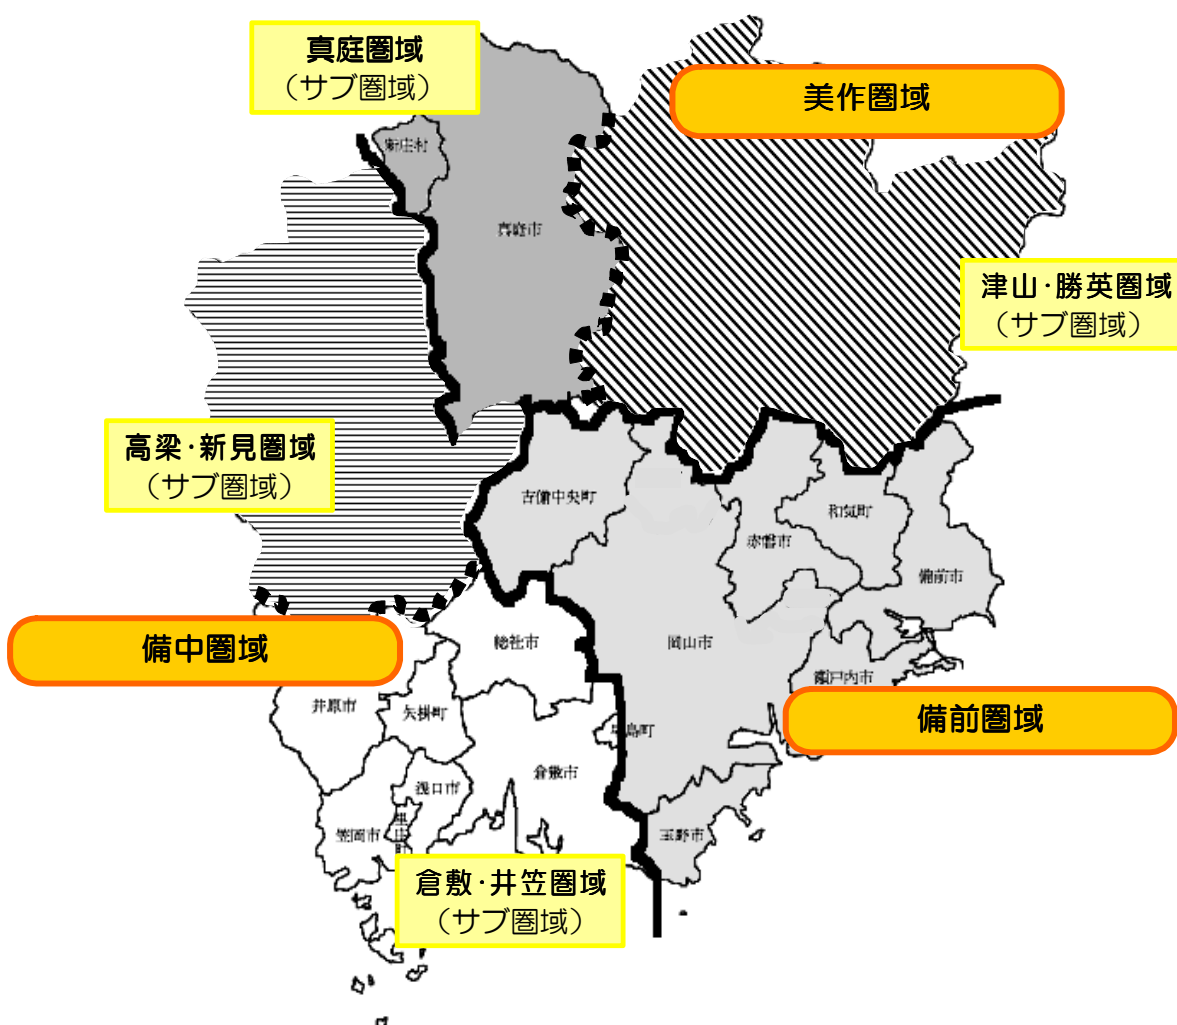 真庭圏域
（サブ圏域）
美作圏域
新庄村
真庭市
津山・勝英圏域
（サブ圏域）
高梁・新見圏域
（サブ圏域）
吉備中央町
和気町
赤磐市
備前市
備中圏域
総社市
岡山市
瀬戸内市
井原市
矢掛町
備前圏域
早島町
倉敷市
浅口市
笠岡市
里庄町
玉野市
倉敷・井笠圏域
（サブ圏域）